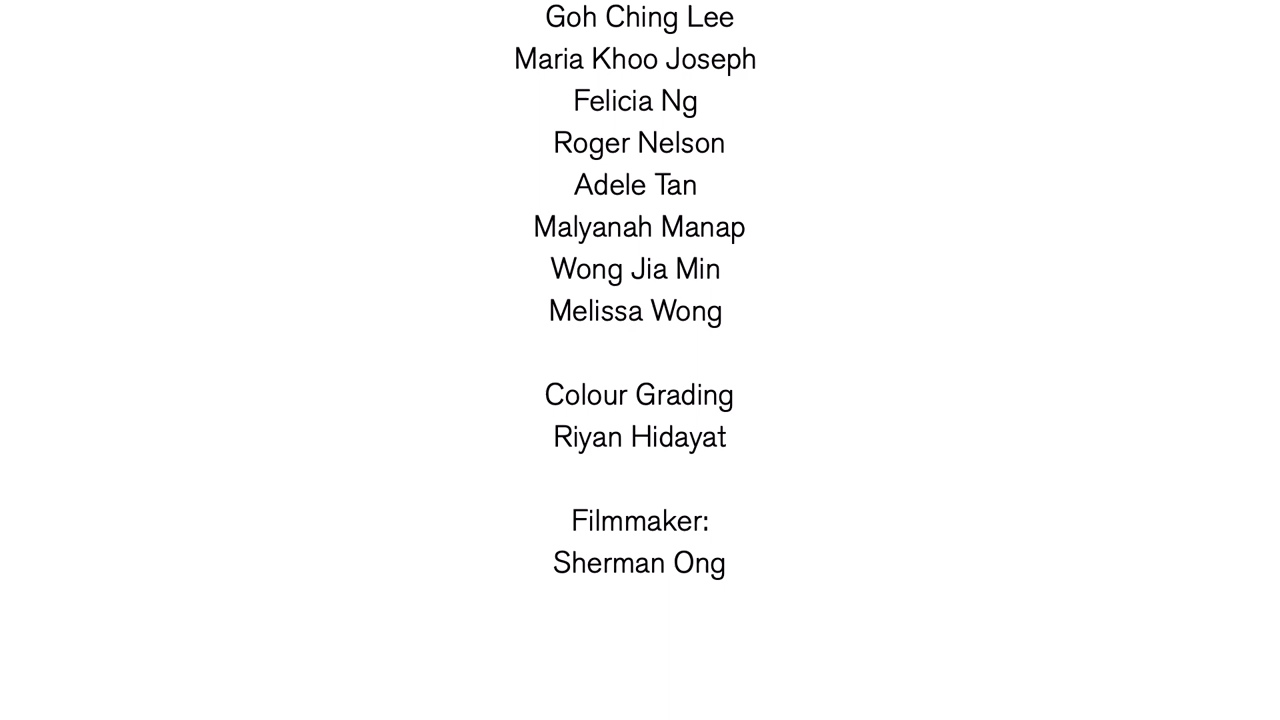 Goh Ching Lee
Maria Khoo Joseph
Felicia Ng
Roger Nelson
Adele Tan
Malyanah Manap
Wong Jia Min
Melissa Wong
Colour Grading
Riyan Hidayat
Filmmaker:
Sherman Ong